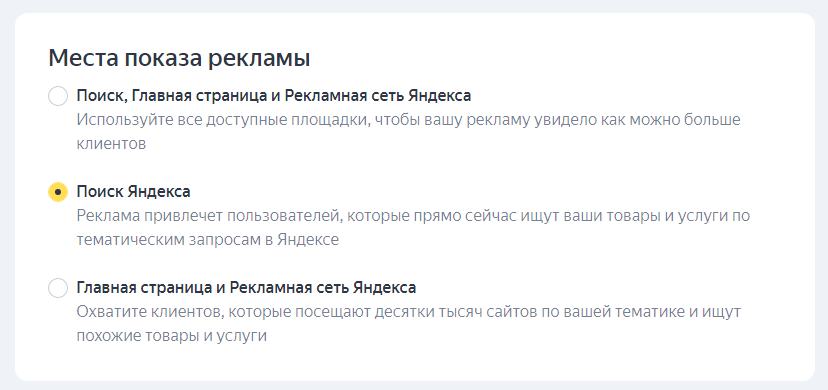 Места показа рекламы
Поиск, Главная страница и Рекламная сеть Яндекса
Используйте все доступные площадки, чтобы вашу рекламу увидело как можно больше
клиентов
Поиск Яндекса
Реклама привлечет пользователей, которые прямо сейчас ищут ваши товары и услуги по
тематическим запросам в Яндексе
Главная страница и Рекламная сеть Яндекса
Охватите клиентов, которые посещают десятки тысяч сайтов по вашей тематике и ищут
похожие товары и услуги